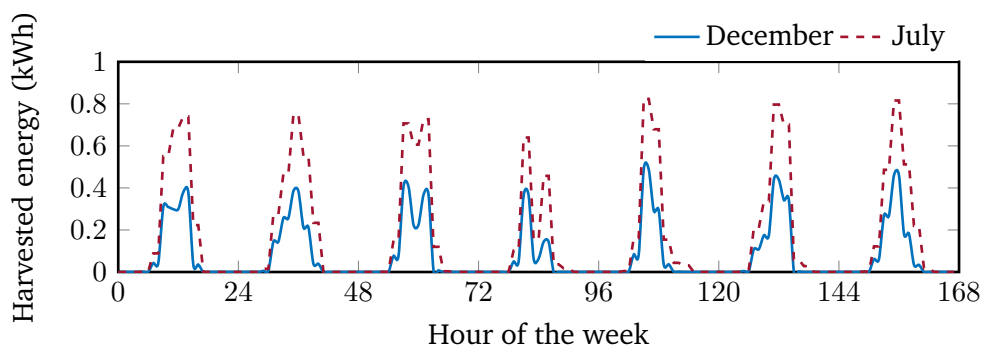 December July
Harvested energy (kWh)
1
0.8
0.6
0.4
0.2
0
0 24 48 72 96 120 144 168
Hour of the week